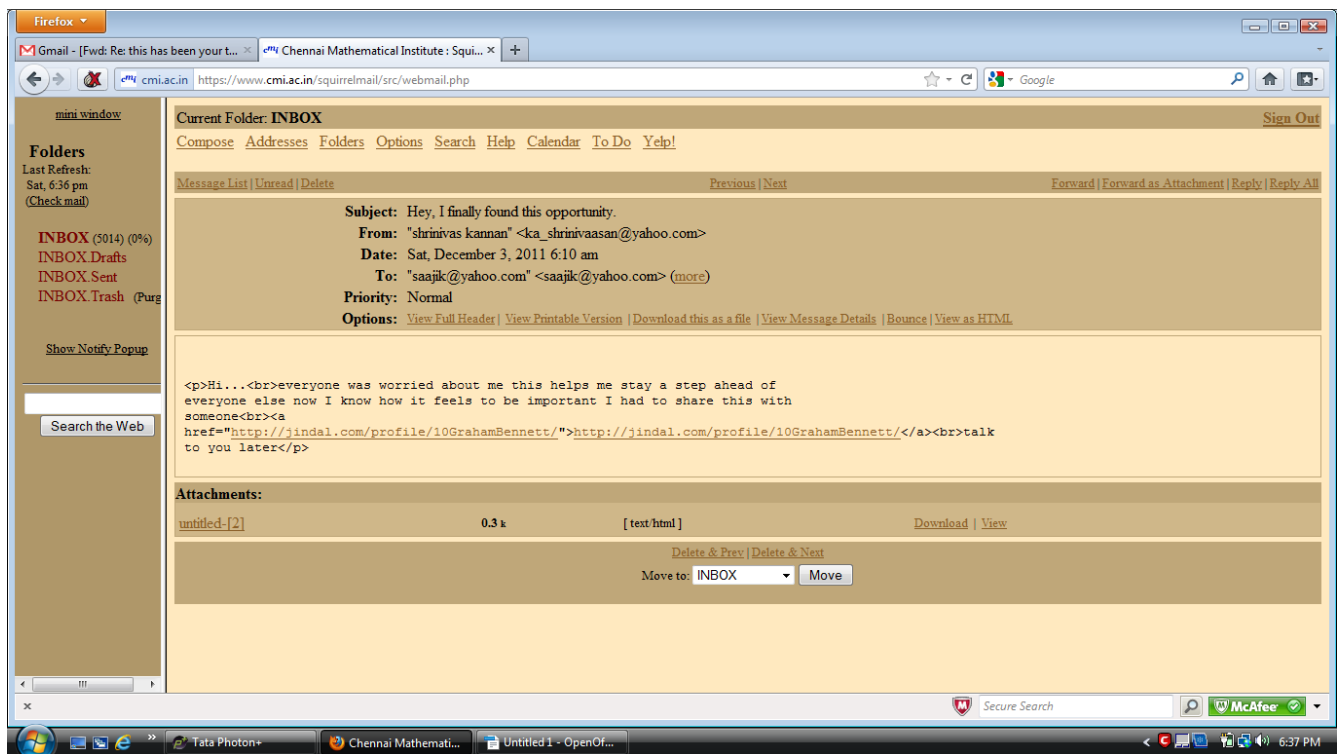 Firefox
Gmail - [Fwd: Re: this has been your t...
Chennai Mathematical Institute : Squi...
cmi.ac.in https://www.cmi.ac.in/squirrelmail/src/webmail.php
Google
mini window
Folders
Last Refresh:
Sat, 6:36 pm
(Check mail)
INBOX (5014) (0%)
INBOX.Drafts
INBOX.Sent
INBOX.Trash (Purg
Show Notify Popup
Search the Web
Current Folder: INBOX
Sign Out
Compose Addresses Folders Options Search Help Calendar To Do Yelp!
Message List | Unread | Delete
Previous | Next
Forward | Forward as Attachment | Reply | Reply All
Subject: Hey, I finally found this opportunity.
From: "shrinivas kannan" <ka_shrinivaasan@yahoo.com>
Date: Sat, December 3, 2011 6:10 am
To: "saajik@yahoo.com" <saajik@yahoo.com> (more)
Priority: Normal
Options: View Full Header | View Printable Version | Download this as a file | View Message Details | Bounce | View as HTML
<p>Hi...<br>everyone was worried about me this helps me stay a step ahead of
everyone else now I know how it feels to be important I had to share this with
someone<br><a
href="http://jindal.com/profile/10GrahamBennett/">http://jindal.com/profile/10GrahamBennett/</a><br>talk
to you later</p>
Attachments:
untitled-[2] 0.3 k [ text/html ] Download | View
Delete & Prev | Delete & Next
Move to: INBOX Move
Secure Search
McAfee
Tata Photon+
Chennai Mathemati...
Untitled 1 - OpenOf...
6:37 PM